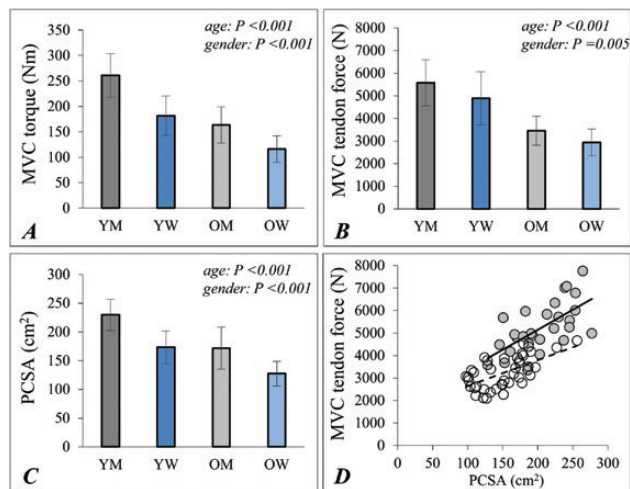 age: P <0.001
gender: P <0.001
MVC torque (Nm)
350
300
250
200
150
100
50
0
YM YW OM OW
A
age: P <0.001
gender: P =0.005
MVC tendon force (N)
8000
7000
6000
5000
4000
3000
2000
1000
0
YM YW OM OW
B
age: P <0.001
gender: P <0.001
PCSA (cm²)
300
250
200
150
100
50
0
YM YW OM OW
C
MVC tendon force (N)
8000
7000
6000
5000
4000
3000
2000
1000
0
0 50 100 150 200 250 300
PCSA (cm²)
D